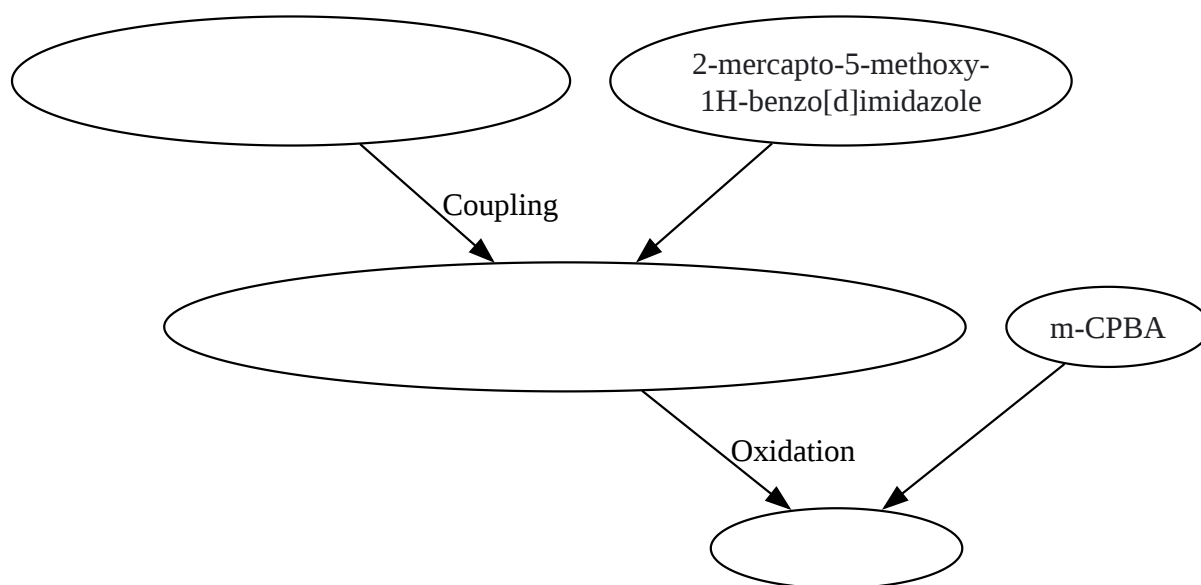 2-mercapto-5-methoxy-
1H-benzo[d]imidazole
Coupling
m-CPBA
Oxidation